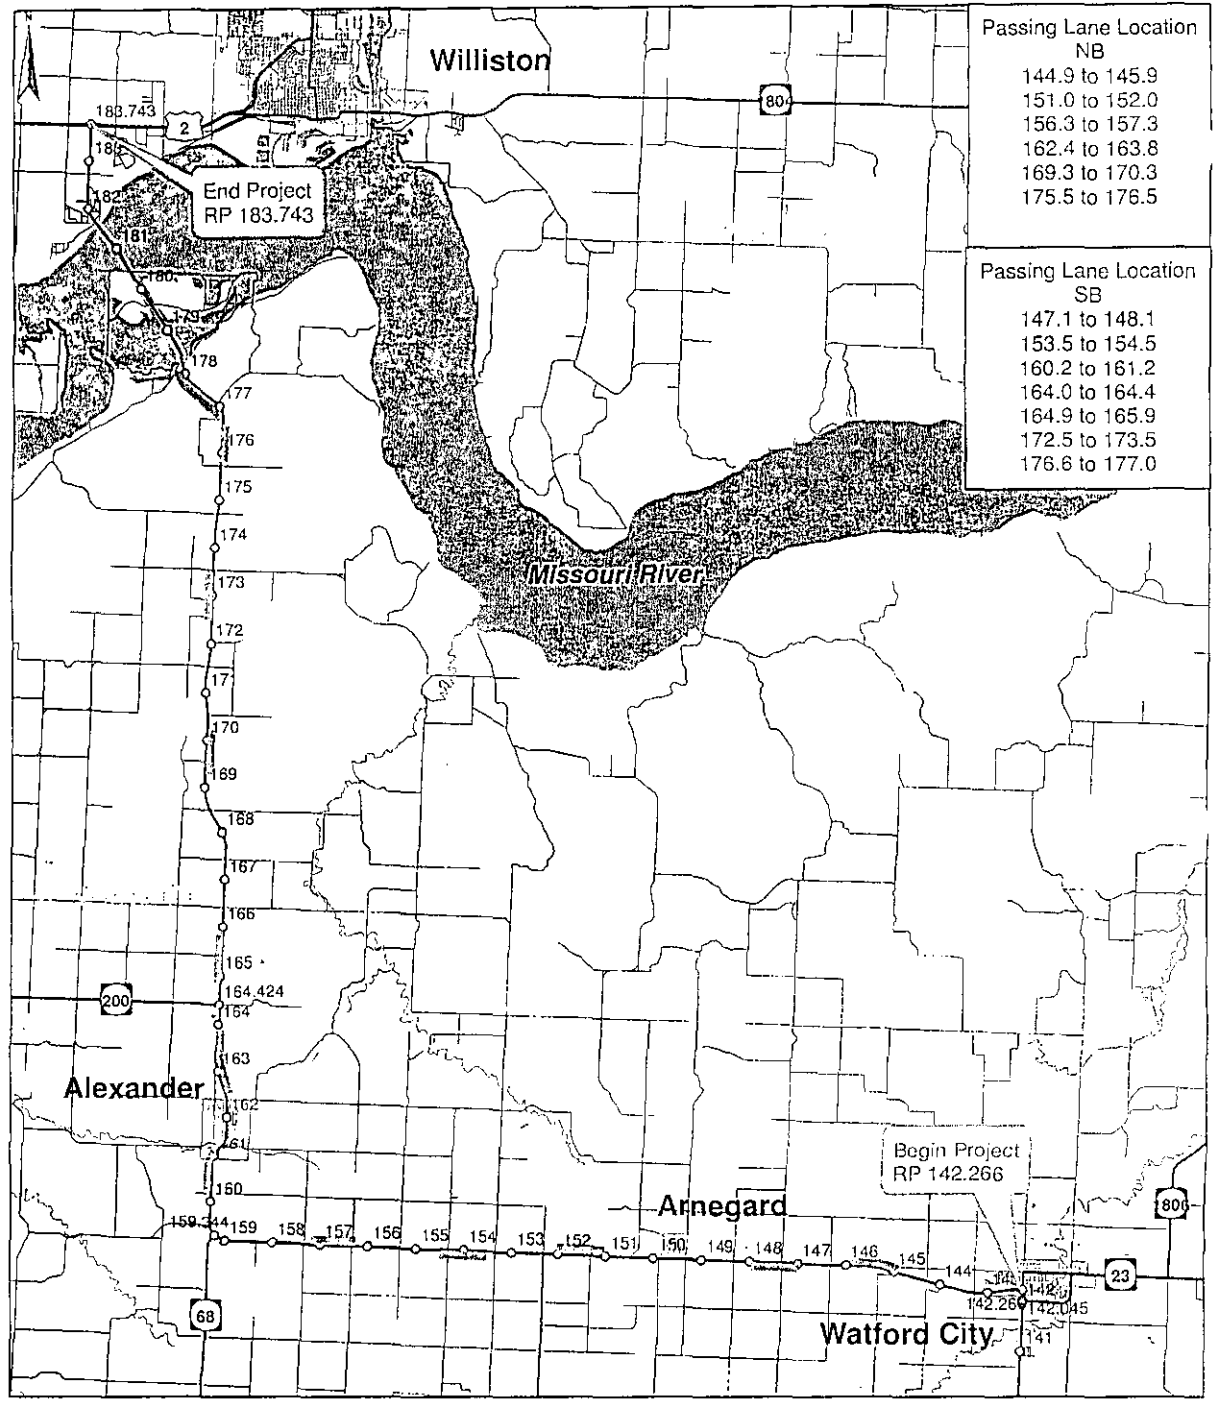 N
Williston
Passing Lane Location
NB
144.9 to 145.9
151.0 to 152.0
156.3 to 157.3
162.4 to 163.8
169.3 to 170.3
175.5 to 176.5
Passing Lane Location
SB
147.1 to 148.1
153.5 to 154.5
160.2 to 161.2
164.0 to 164.4
164.9 to 165.9
172.5 to 173.5
176.6 to 177.0
804
183.743
2
End Project
RP 183.743
182
181
180
179
178
177
176
175
174
173
172
171
170
169
168
167
166
165
164.424
164
163
162
160
Missouri River
200
Alexander
Begin Project
RP 142.266
Arnegard
806
159.344
159
158
157
156
155
154
153
152
151
150
149
148
147
146
145
144
142
142.045
141
23
68
Watford City